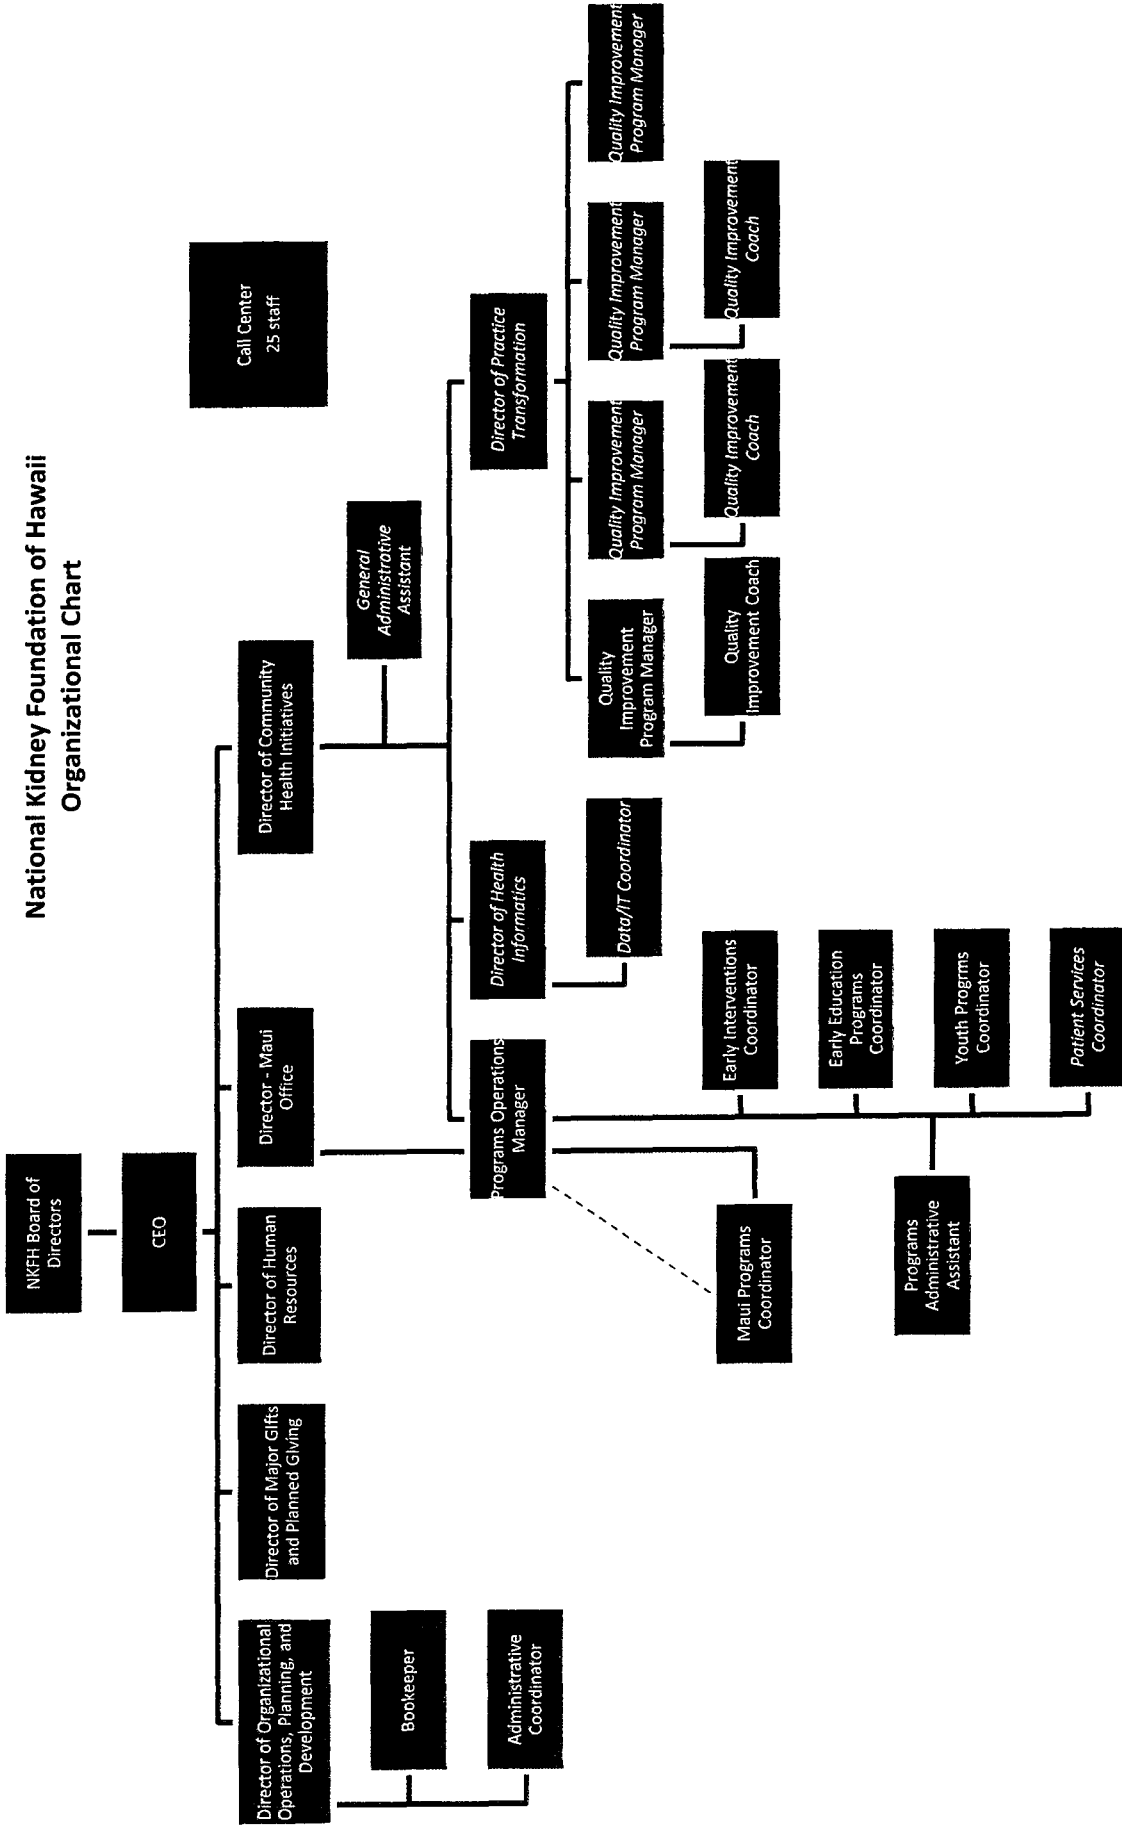 National Kidney Foundation of Hawaii
Organizational Chart
NKFH Board of
Directors
CEO
Call Center
25 staff
Director of Organizational
Operations, Planning, and
Development
Director of Major Gifts
and Planned Giving
Director of Human
Resources
Director - Maui
Office
Director of Community
Health Initiatives
Bookeeper
General
Administrative
Assistant
Administrative
Coordinator
Programs Operations
Manager
Director of Health
Informatics
Director of Practice
Transformation
Data/IT Coordinator
Quality
Improvement
Program Manager
Quality Improvement
Program Manager
Quality Improvement
Program Manager
Quality Improvement
Program Manager
Maui Programs
Coordinator
Early Interventions
Coordinator
Quality
Improvement Coach
Quality Improvement
Coach
Quality Improvement
Coach
Early Education
Programs
Coordinator
Programs
Administrative
Assistant
Youth Progrms
Coordinator
Patient Services
Coordinator